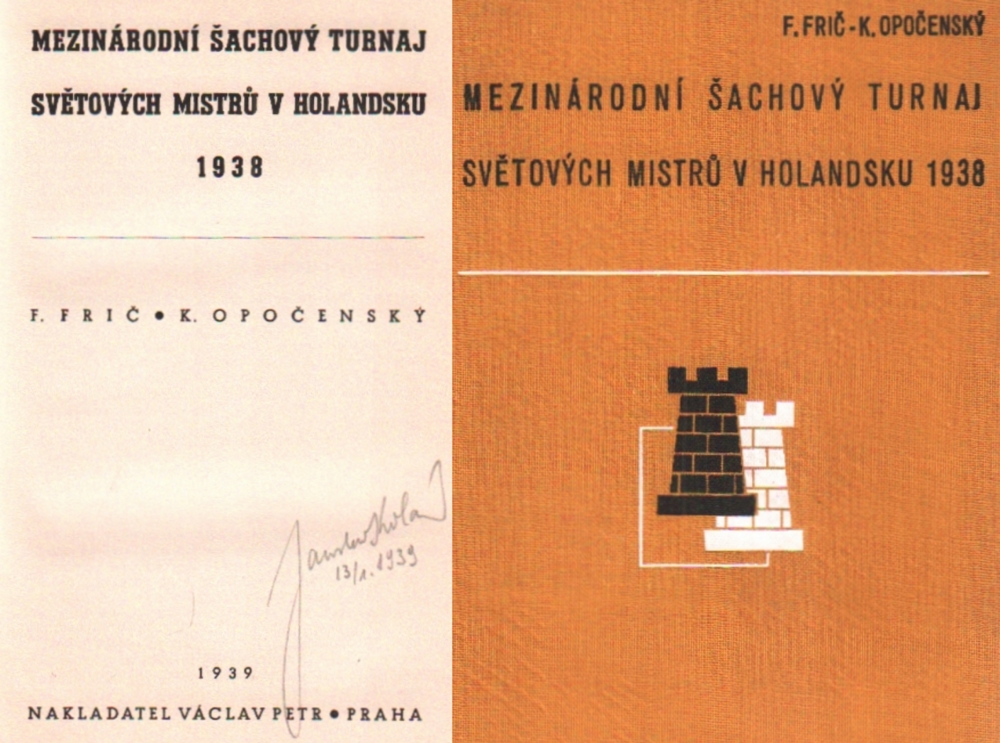 MEZINÁRODNÍ ŠACHOVÝ TURNAJ
SVĚTOVÝCH MISTRŮ V HOLANDSKU
1938
F. FRIČ • K. OPOČENSKÝ
13/1. 1939
1939
NAKLADATEL VÁCLAV PETR • PRAHA
F. FRIČ - K. OPOČENSKÝ
MEZINÁRODNÍ ŠACHOVÝ TURNAJ
SVĚTOVÝCH MISTRŮ V HOLANDSKU 1938